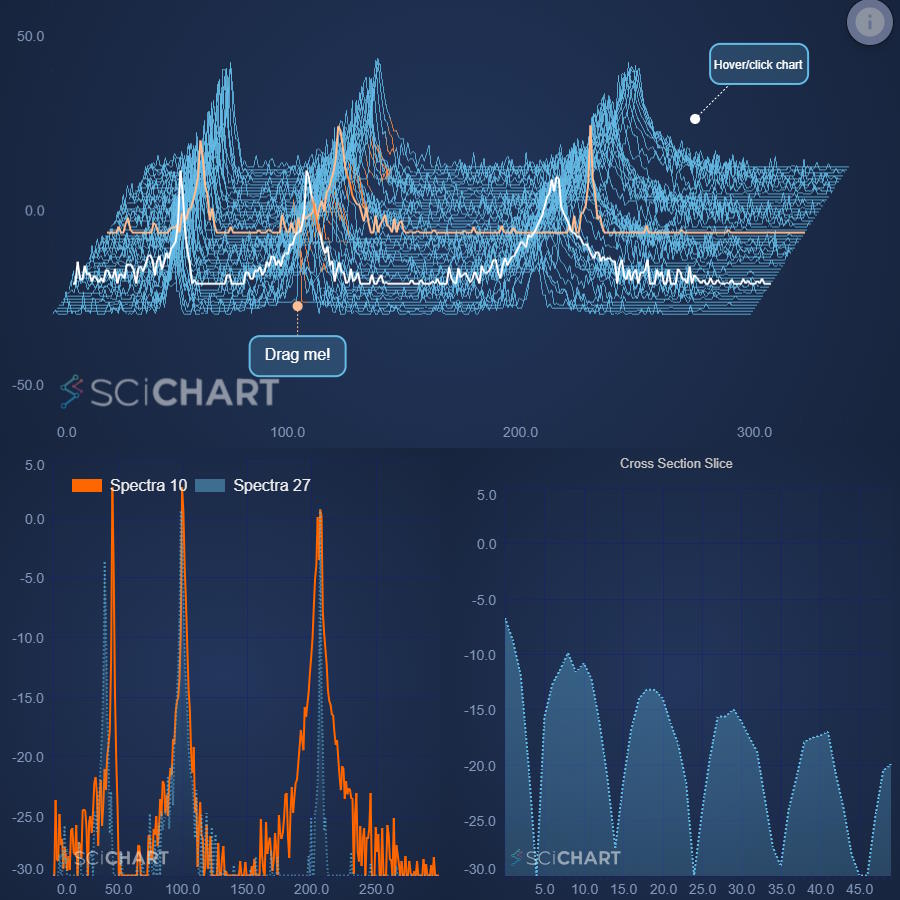 50.0
Hover/click chart
0.0
Drag me!
-50.0
SCiCHART
0.0 100.0 200.0 300.0
5.0
Spectra 10 Spectra 27
0.0
-5.0
-10.0
-15.0
-20.0
-25.0
-30.0
SCiCHART
0.0 50.0 100.0 150.0 200.0 250.0
Cross Section Slice
5.0
0.0
-5.0
-10.0
-15.0
-20.0
-25.0
-30.0
SCiCHART
5.0 10.0 15.0 20.0 25.0 30.0 35.0 40.0 45.0